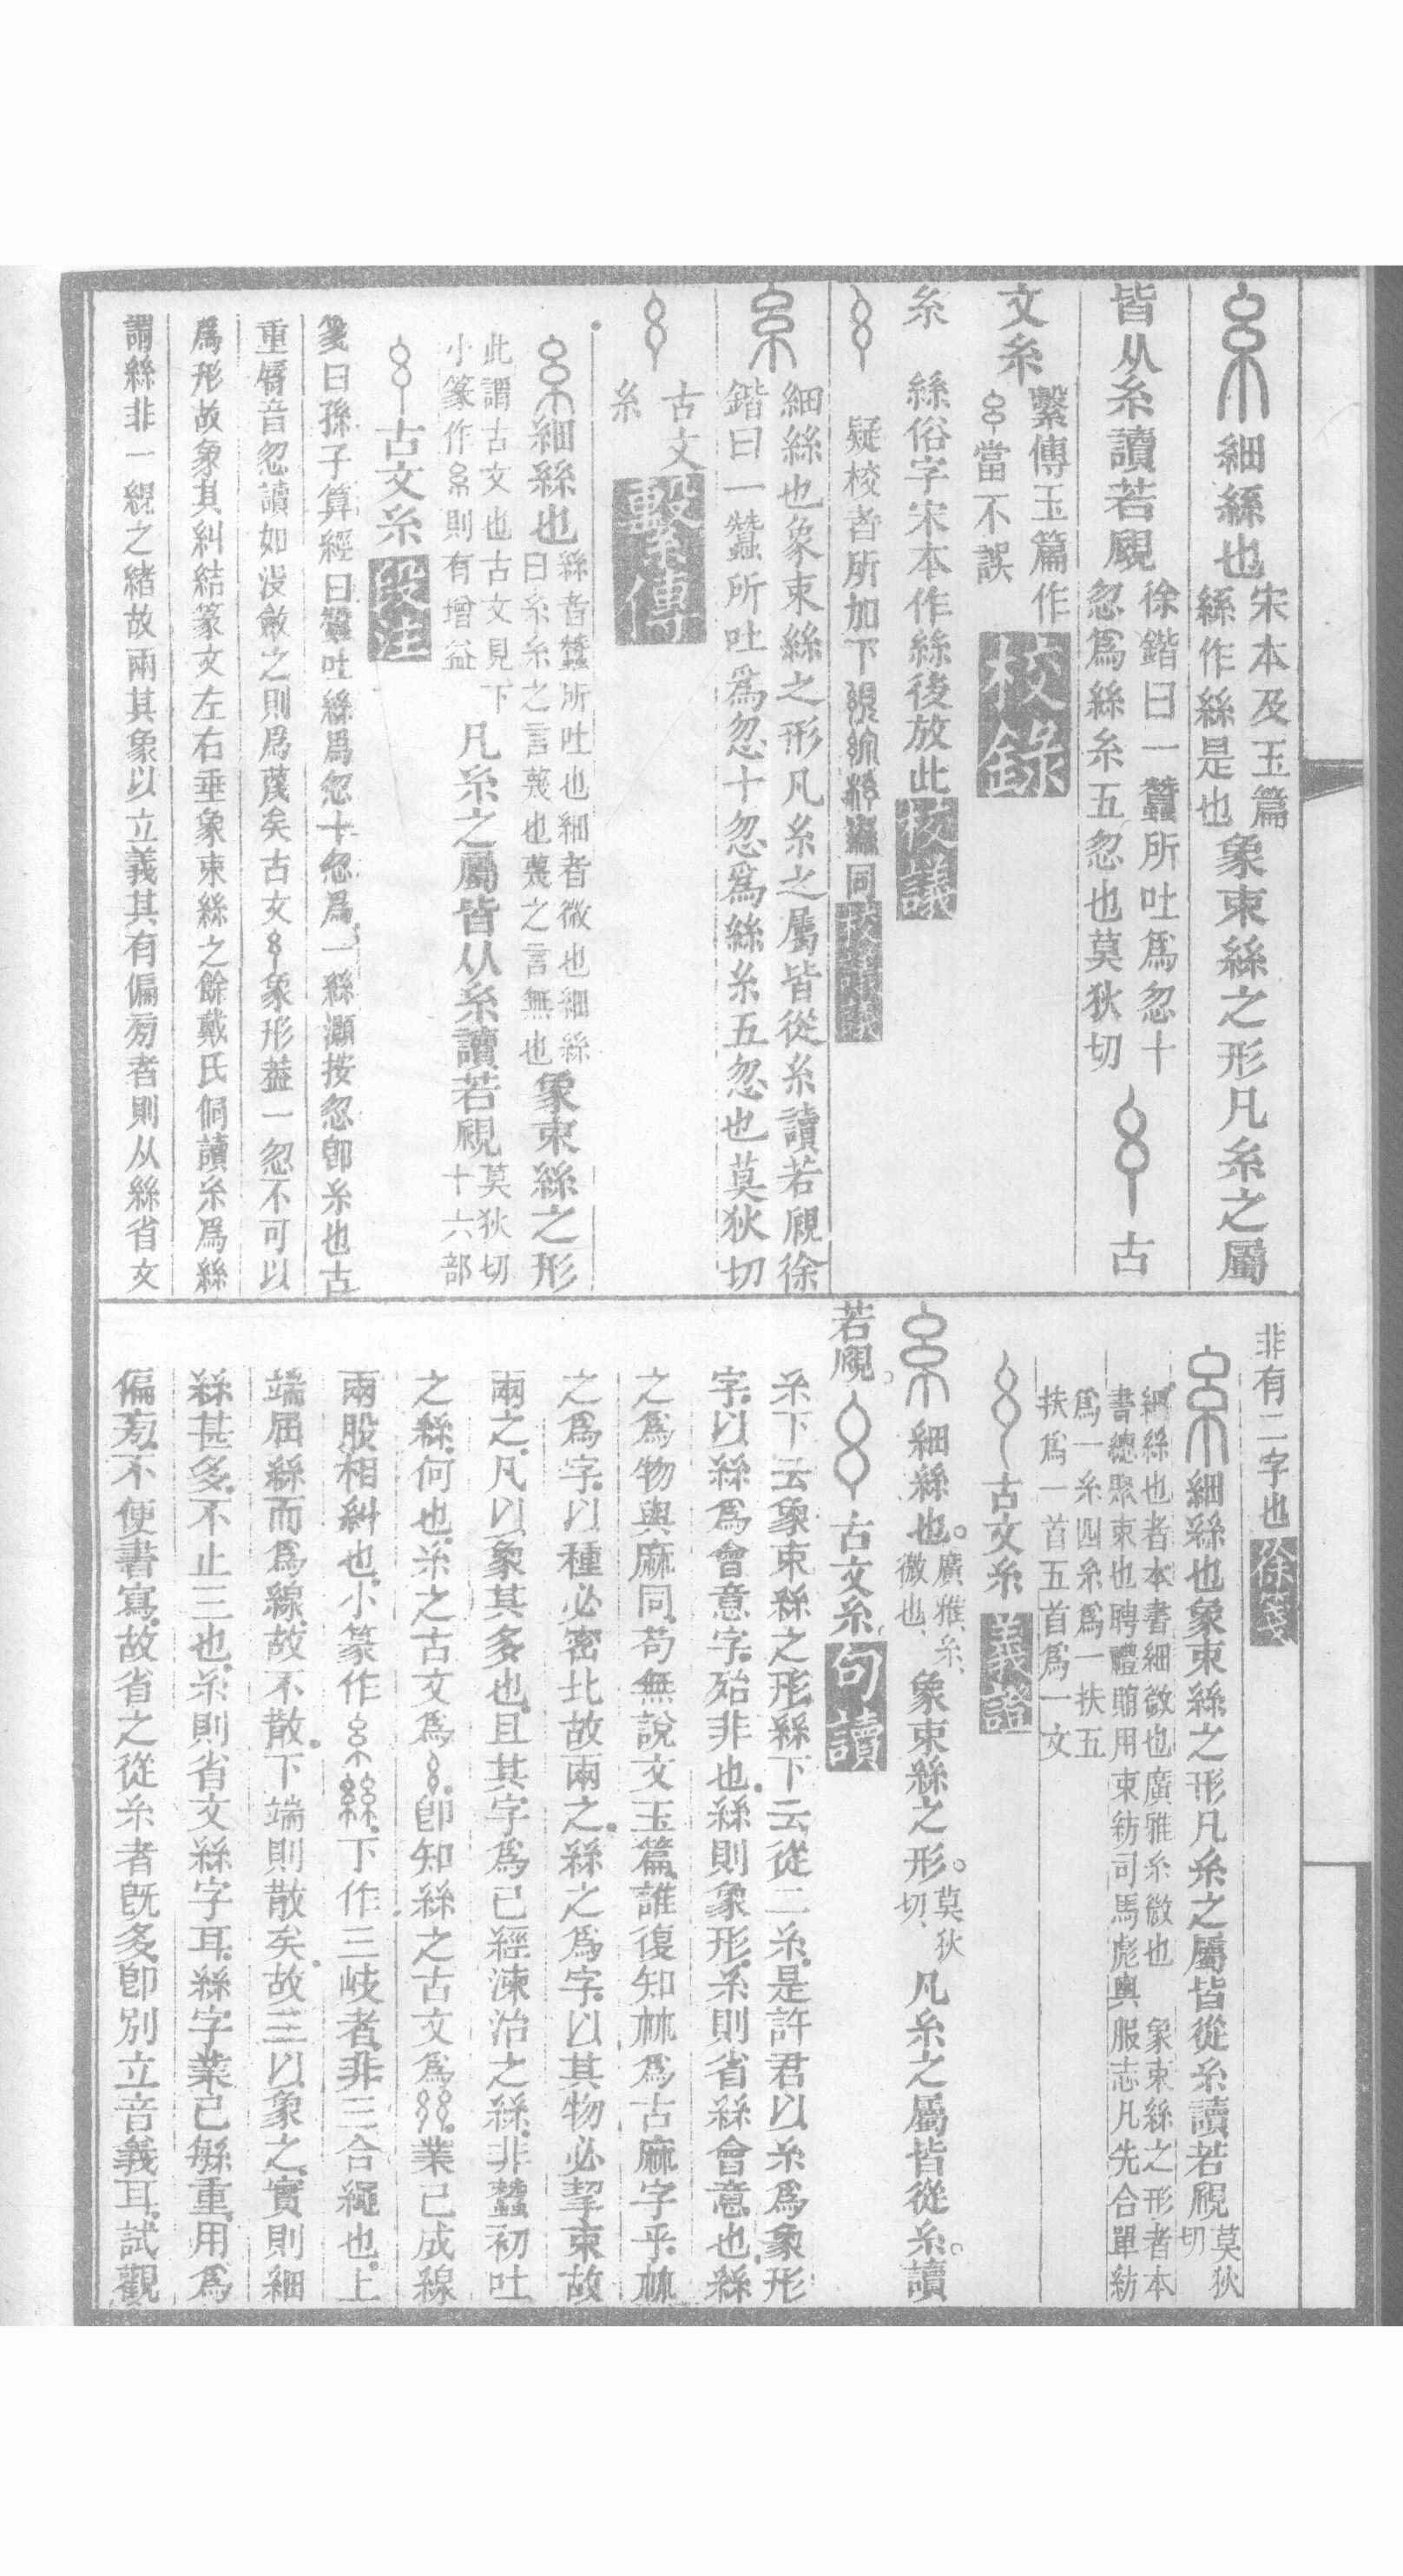 糸細絲也宋本及玉篇絲作絲是也象束絲之形凡糸之屬
皆从糸讀若覛徐鍇曰一蠶所吐爲忽十忽爲絲糸五忽也莫狄切古
文糸繫傳玉篇作當不誤校錄
糸絲俗字宋本作絲後放此校議
疑校者所加下同
糸細絲也象束絲之形凡糸之屬皆從糸讀若覛徐
鍇曰一蠶所吐爲忽十忽爲絲糸五忽也莫狄切
古文糸繫傳
糸細絲也絲者蠶所吐也細者微也細絲曰糸糸之言蔑也蔑之言無也象束絲之形
此謂古文也古文見下小篆作糸則有增益凡糸之屬皆从糸讀若覛莫狄切十六部
古文糸段注
箋曰孫子算經曰蠶吐絲爲忽十忽爲一絲灝按忽卽糸也古
重脣音忽讀如沒斂之則爲蔑矣古文象形葢一忽不可以
爲形故象其糾結篆文左右垂象束絲之餘戴氏侗讀糸爲絲
謂絲非一緄之緒故兩其象以立義其有偏旁者則从絲省文
非有二字也徐箋
糸細絲也象束絲之形凡糸之屬皆從糸讀若覛莫狄切
細絲也者本書細微也廣雅糸微也 象束絲之形者本
書總聚束也聘禮賄用束紡司馬彪輿服志凡先合單紡
爲一糸四糸爲一扶五
扶爲一首五首爲一文
古文糸義證
糸細絲也。廣雅、糸、微也、象束絲之形。莫狄切、凡糸之屬皆從糸。讀
若覛。古文糸句讀
糸下云象束絲之形絲下云從二糸是許君以糸爲象形
字以絲爲會意字殆非也絲則象形糸則省絲會意也絲
之爲物與麻同苟無說文玉篇誰復知𣏟爲古麻字乎𣏟
之爲字以種必密比故兩之絲之爲字以其物必挈束故
兩之凡以象其多也且其字爲已經湅治之絲非蠶初吐
之絲何也糸之古文爲卽知絲之古文爲業已成線
兩股相糾也小篆作糸絲下作三岐者非三合繩也上
端屈絲而爲線故不散下端則散矣故三以象之實則細
絲甚多不止三也糸則省文絲字耳絲字業已緐重用爲
偏旁不便書寫故省之從糸者旣多卽別立音義耳試觀